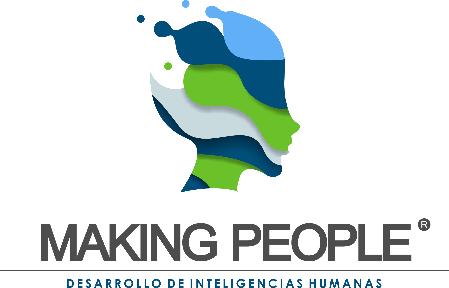 MAKING PEOPLE®
DESARROLLO DE INTELIGENCIAS HUMANAS